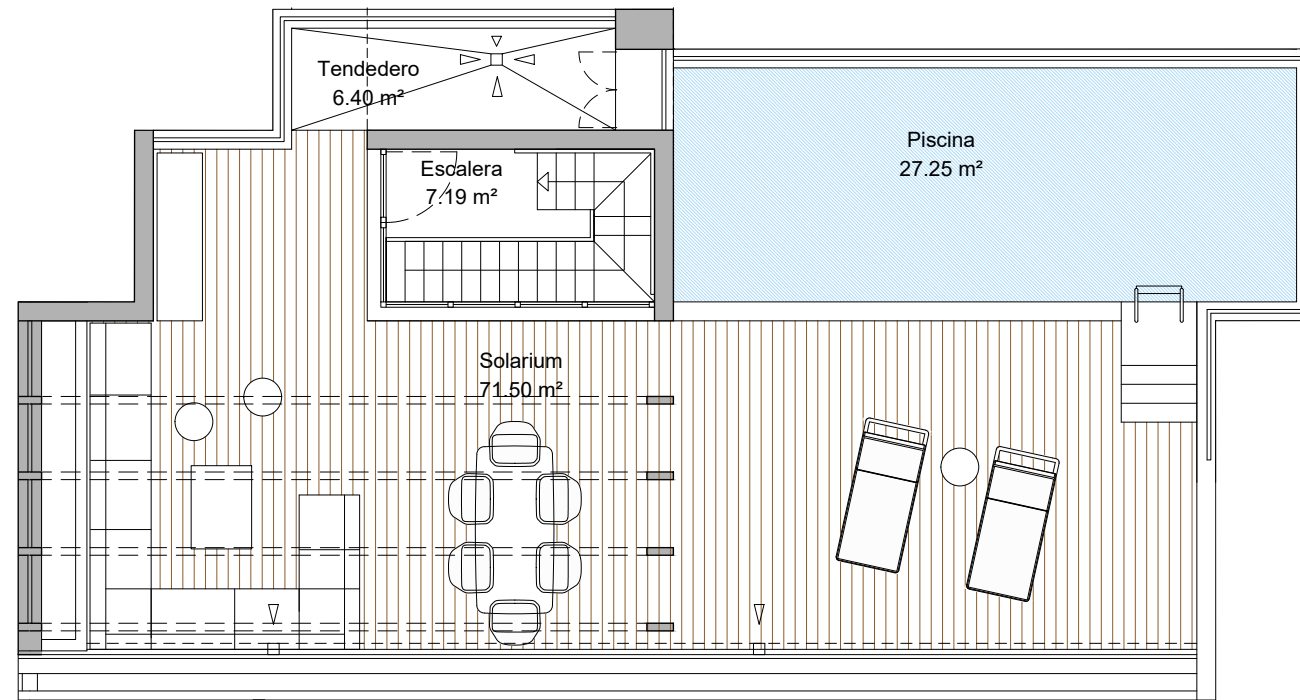 Tendedero
6.40 m²
Piscina
27.25 m²
Escalera
7.19 m²
Solarium
71.50 m²